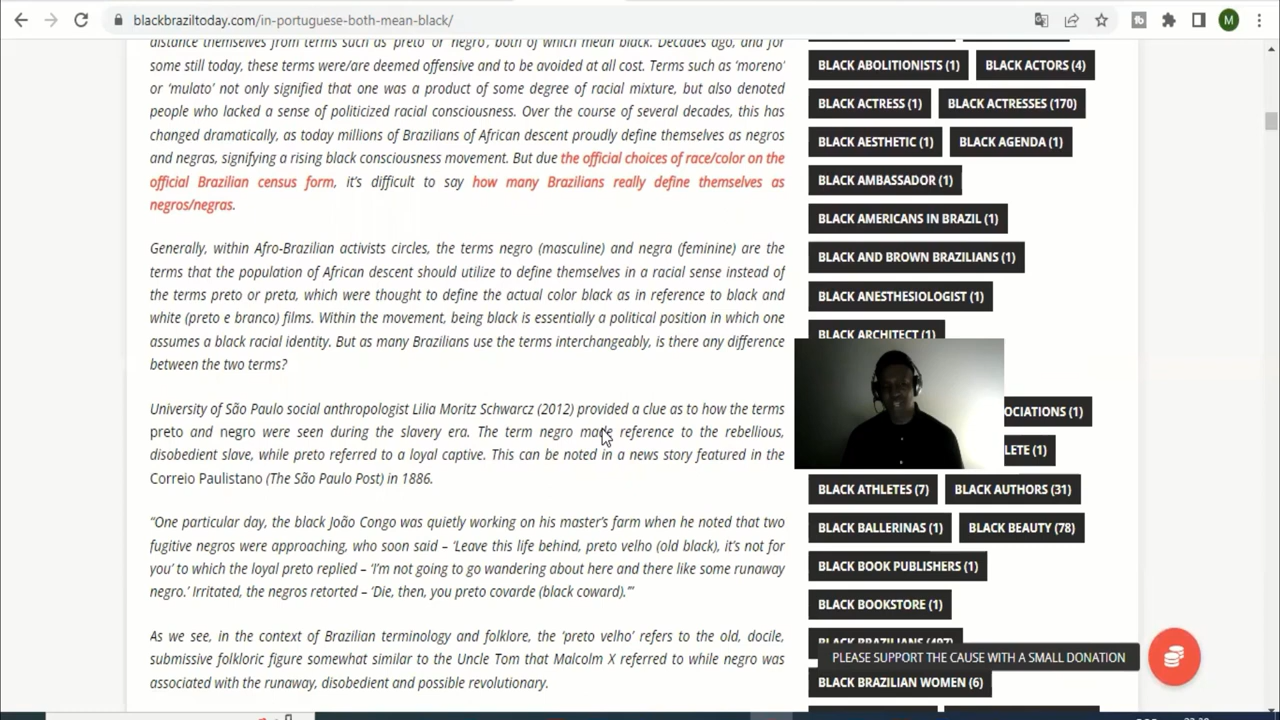 blackbraziltoday.com/in-portuguese-both-mean-black/
M
distance themselves from terms such as 'preto' or 'negro', both of which mean black. Decades ago, and for
some still today, these terms were/are deemed offensive and to be avoided at all cost. Terms such as 'moreno'
or 'mulato' not only signified that one was a product of some degree of racial mixture, but also denoted
people who lacked a sense of politicized racial consciousness. Over the course of several decades, this has
changed dramatically, as today millions of Brazilians of African descent proudly define themselves as negros
and negras, signifying a rising black consciousness movement. But due the official choices of race/color on the
official Brazilian census form, it's difficult to say how many Brazilians really define themselves as
negros/negras.
Generally, within Afro-Brazilian activists circles, the terms negro (masculine) and negra (feminine) are the
terms that the population of African descent should utilize to define themselves in a racial sense instead of
the terms preto or preta, which were thought to define the actual color black as in reference to black and
white (preto e branco) films. Within the movement, being black is essentially a political position in which one
assumes a black racial identity. But as many Brazilians use the terms interchangeably, is there any difference
between the two terms?
University of São Paulo social anthropologist Lilia Moritz Schwarcz (2012) provided a clue as to how the terms
preto and negro were seen during the slavery era. The term negro made reference to the rebellious,
disobedient slave, while preto referred to a loyal captive. This can be noted in a news story featured in the
Correio Paulistano (The São Paulo Post) in 1886.
"One particular day, the black João Congo was quietly working on his master's farm when he noted that two
fugitive negros were approaching, who soon said – 'Leave this life behind, preto velho (old black), it's not for
you' to which the loyal preto replied – 'I'm not going to go wandering about here and there like some runaway
negro.' Irritated, the negros retorted – 'Die, then, you preto covarde (black coward).'"
As we see, in the context of Brazilian terminology and folklore, the 'preto velho' refers to the old, docile,
submissive folkloric figure somewhat similar to the Uncle Tom that Malcolm X referred to while negro was
associated with the runaway, disobedient and possible revolutionary.
BLACK ABOLITIONISTS (1) BLACK ACTORS (4)
BLACK ACTRESS (1) BLACK ACTRESSES (170)
BLACK AESTHETIC (1) BLACK AGENDA (1)
BLACK AMBASSADOR (1)
BLACK AMERICANS IN BRAZIL (1)
BLACK AND BROWN BRAZILIANS (1)
BLACK ANESTHESIOLOGIST (1)
BLACK ARCHITECT (1)
OCIATIONS (1)
LETE (1)
BLACK ATHLETES (7) BLACK AUTHORS (31)
BLACK BALLERINAS (1) BLACK BEAUTY (78)
BLACK BOOK PUBLISHERS (1)
BLACK BOOKSTORE (1)
BLACK BRAZILIANS (497)
PLEASE SUPPORT THE CAUSE WITH A SMALL DONATION
BLACK BRAZILIAN WOMEN (6)